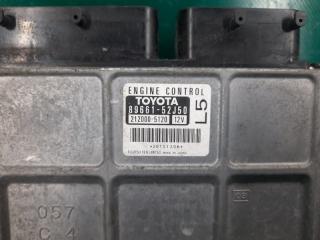 ENGINE CONTROL
TOYOTA
89661-52J50
212000-5120 12V
L5
057
C 4